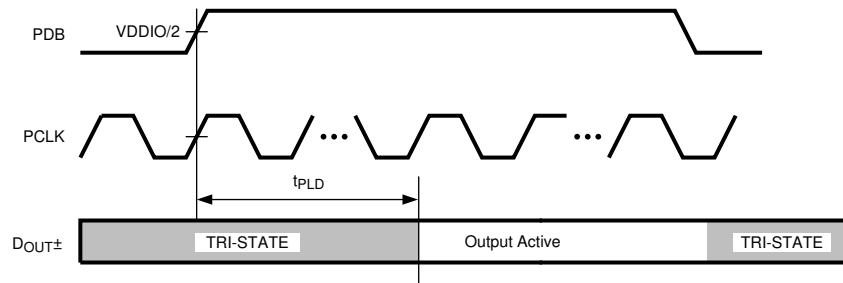 PDB
VDDIO/2
PCLK
tPLD
DOUT±
TRI-STATE
Output Active
TRI-STATE